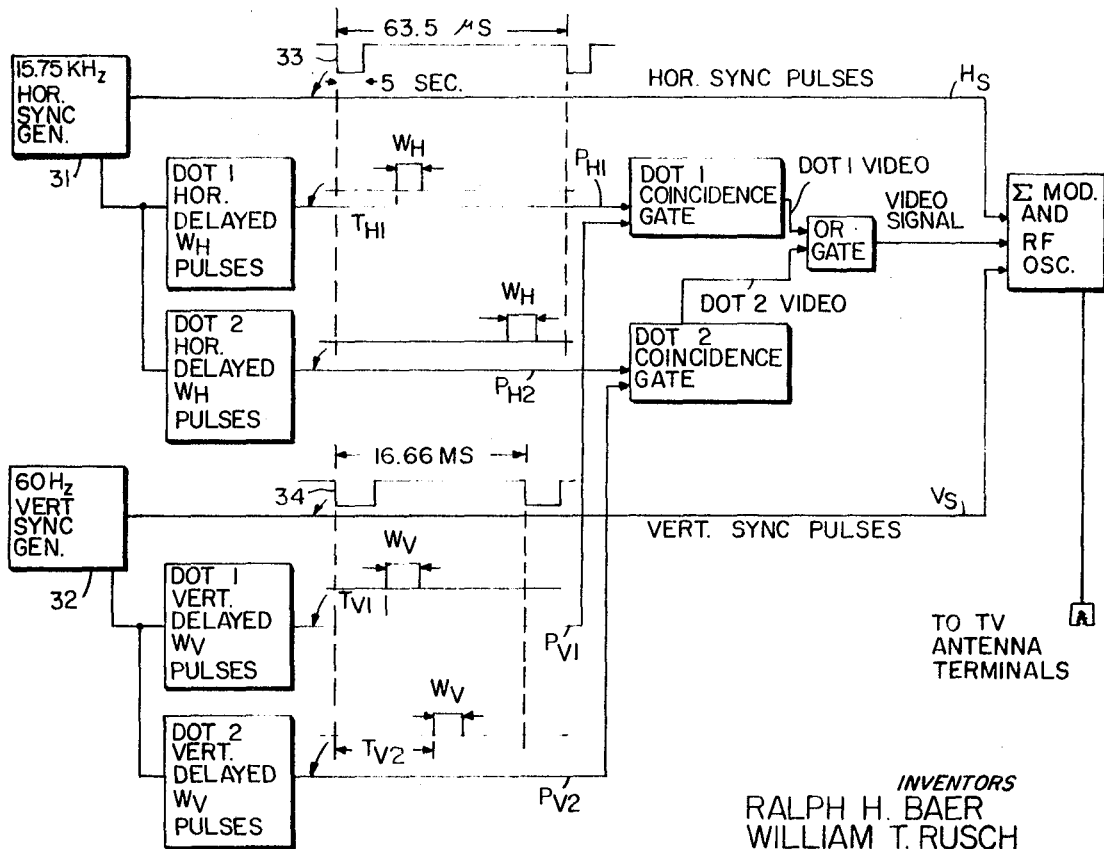 63.5 µS
33
5 SEC.
15.75 KHz
HOR.
SYNC
GEN.
31
HOR. SYNC PULSES
HS
DOT 1
HOR.
DELAYED
WH
PULSES
TH1
WH
PH1
DOT 1
COINCIDENCE
GATE
DOT 1 VIDEO
OR
GATE
VIDEO
SIGNAL
Σ MOD.
AND
RF
OSC.
DOT 2 VIDEO
DOT 2
HOR.
DELAYED
WH
PULSES
WH
PH2
DOT 2
COINCIDENCE
GATE
16.66 MS
34
60 Hz
VERT
SYNC
GEN.
32
VERT. SYNC PULSES
VS
DOT 1
VERT.
DELAYED
WV
PULSES
TV1
WV
PV1
DOT 2
VERT.
DELAYED
WV
PULSES
TV2
WV
PV2
A
TO TV
ANTENNA
TERMINALS
INVENTORS
RALPH H. BAER
WILLIAM T. RUSCH